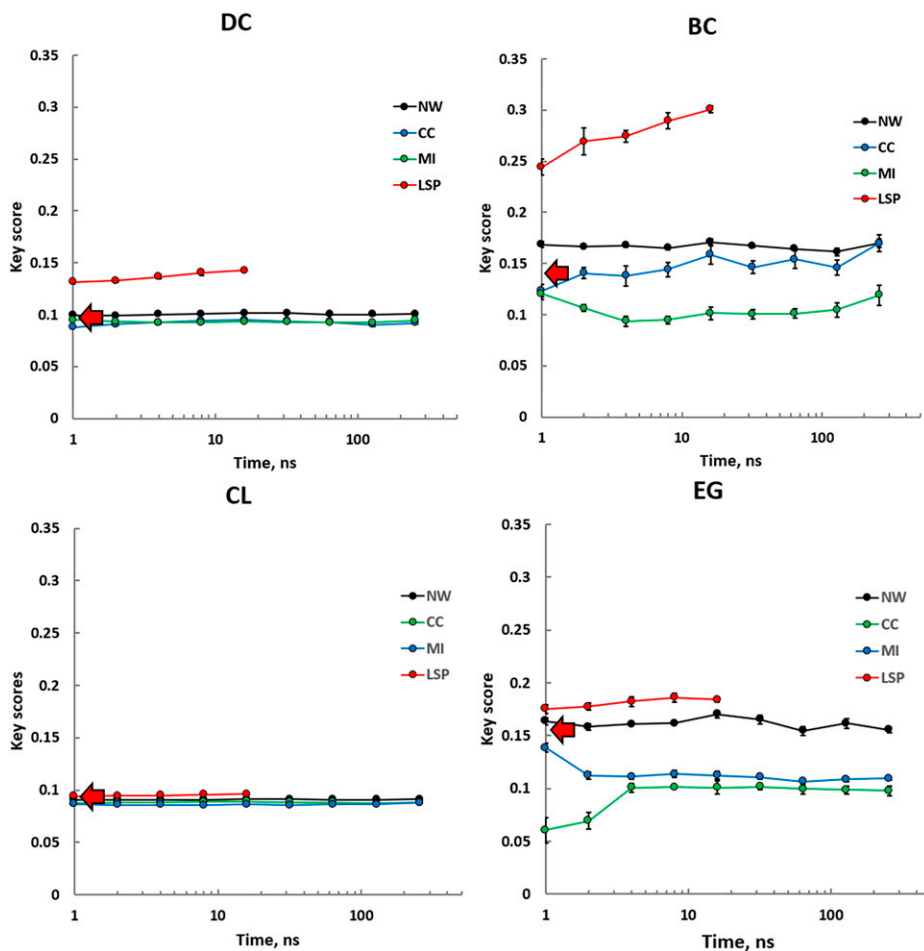 DC
0.35
0.3
0.25
0.2
0.15
0.1
0.05
0
Key score
NW
CC
MI
LSP
1 10 100
Time, ns
BC
0.35
0.3
0.25
0.2
0.15
0.1
0.05
0
Key score
NW
CC
MI
LSP
1 10 100
Time, ns
CL
0.35
0.3
0.25
0.2
0.15
0.1
0.05
0
Key scores
NW
CC
MI
LSP
1 10 100
Time, ns
EG
0.35
0.3
0.25
0.2
0.15
0.1
0.05
0
Key score
NW
CC
MI
LSP
1 10 100
Time, ns